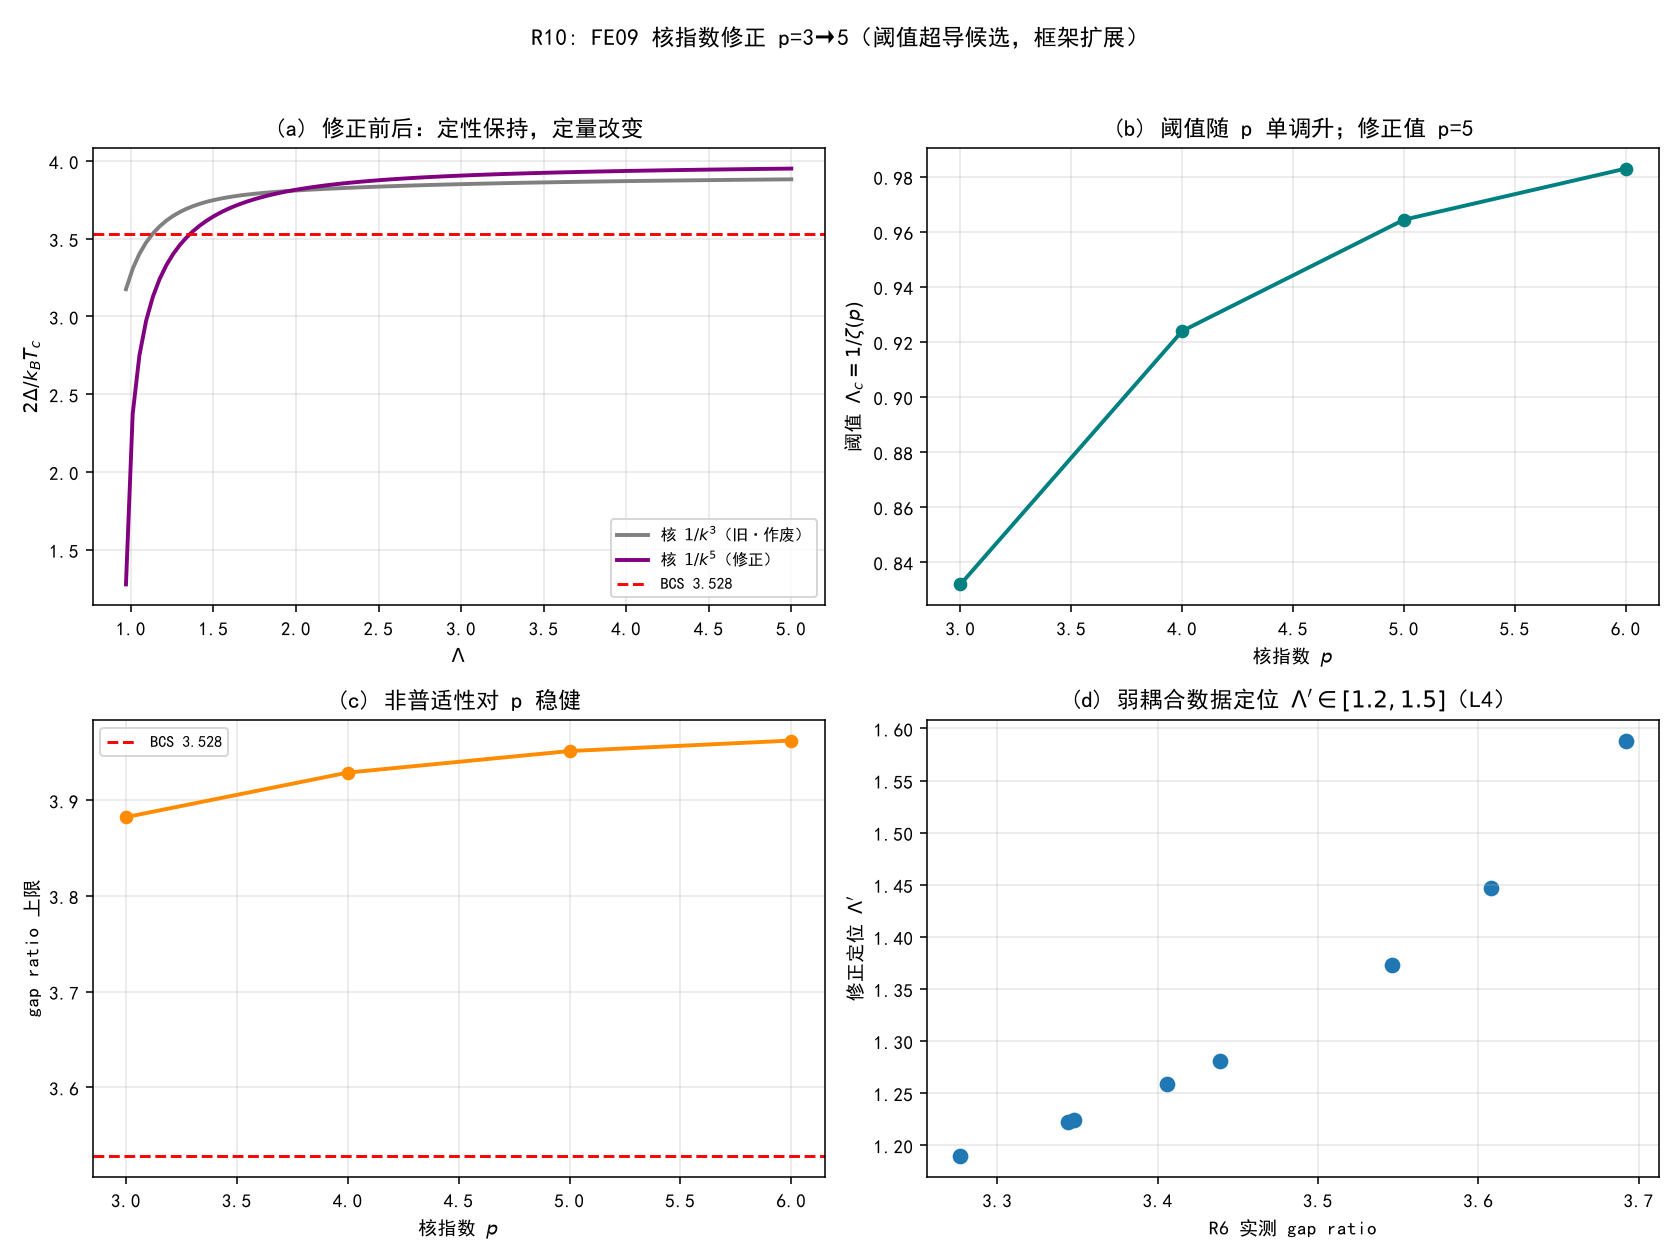 R10: FE09 核指数修正 p=3→5（阈值超导候选，框架扩展）
(a) 修正前后：定性保持，定量改变
2Δ/k_BT_c
4.0
3.5
3.0
2.5
2.0
1.5
核 1/k³（旧·作废）
核 1/k⁵（修正）
BCS 3.528
1.0 1.5 2.0 2.5 3.0 3.5 4.0 4.5 5.0
Λ
(b) 阈值随 p 单调升；修正值 p=5
阈值 Λ_c = 1/ζ(p)
0.98
0.96
0.94
0.92
0.90
0.88
0.86
0.84
3.0 3.5 4.0 4.5 5.0 5.5 6.0
核指数 p
(c) 非普适性对 p 稳健
BCS 3.528
gap ratio 上限
3.9
3.8
3.7
3.6
3.0 3.5 4.0 4.5 5.0 5.5 6.0
核指数 p
(d) 弱耦合数据定位 Λ′∈[1.2, 1.5]（L4）
修正定位 Λ′
1.60
1.55
1.50
1.45
1.40
1.35
1.30
1.25
1.20
3.3 3.4 3.5 3.6 3.7
R6 实测 gap ratio